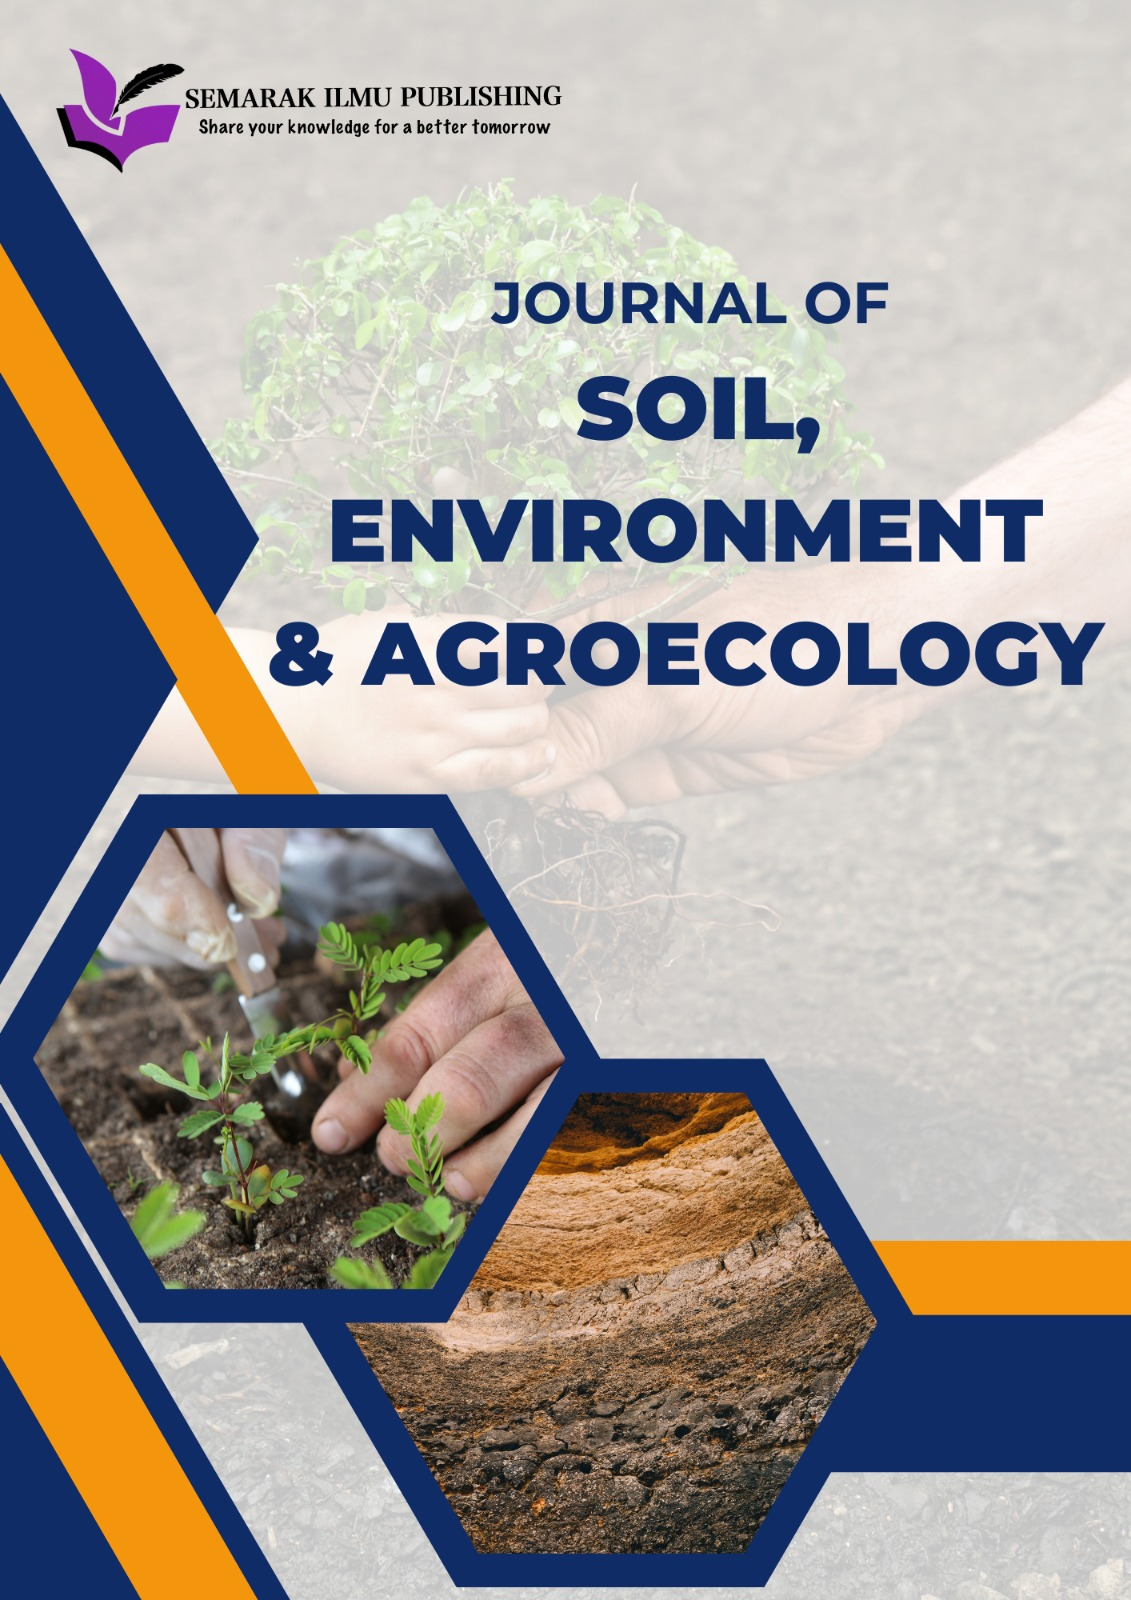 SEMARAK ILMU PUBLISHING
Share your knowledge for a better tomorrow
JOURNAL OF
SOIL,
ENVIRONMENT
& AGROECOLOGY